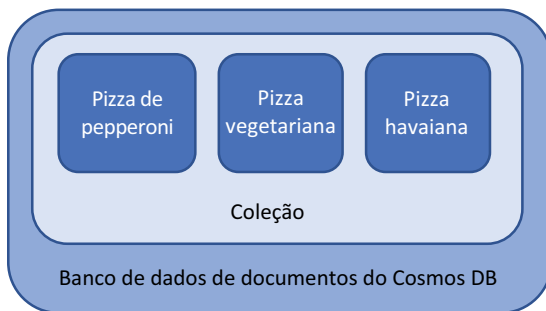 Pizza de
pepperoni
Pizza
vegetariana
Pizza
havaiana
Coleção
Banco de dados de documentos do Cosmos DB